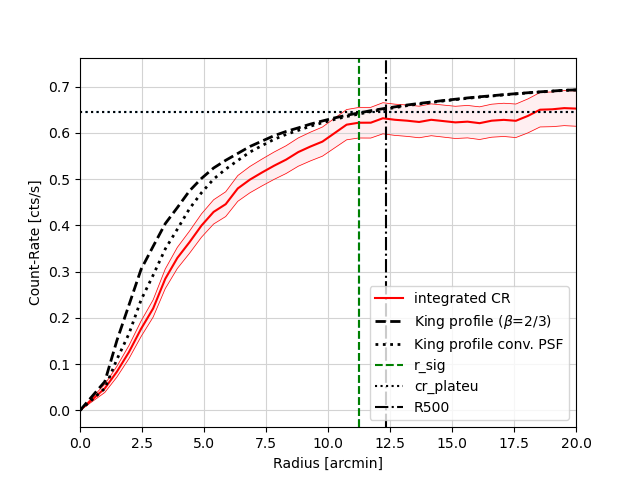 0.7
0.6
0.5
0.4
0.3
0.2
0.1
0.0
Count-Rate [cts/s]
integrated CR
King profile (β=2/3)
King profile conv. PSF
r_sig
cr_plateu
R500
0.0 2.5 5.0 7.5 10.0 12.5 15.0 17.5 20.0
Radius [arcmin]